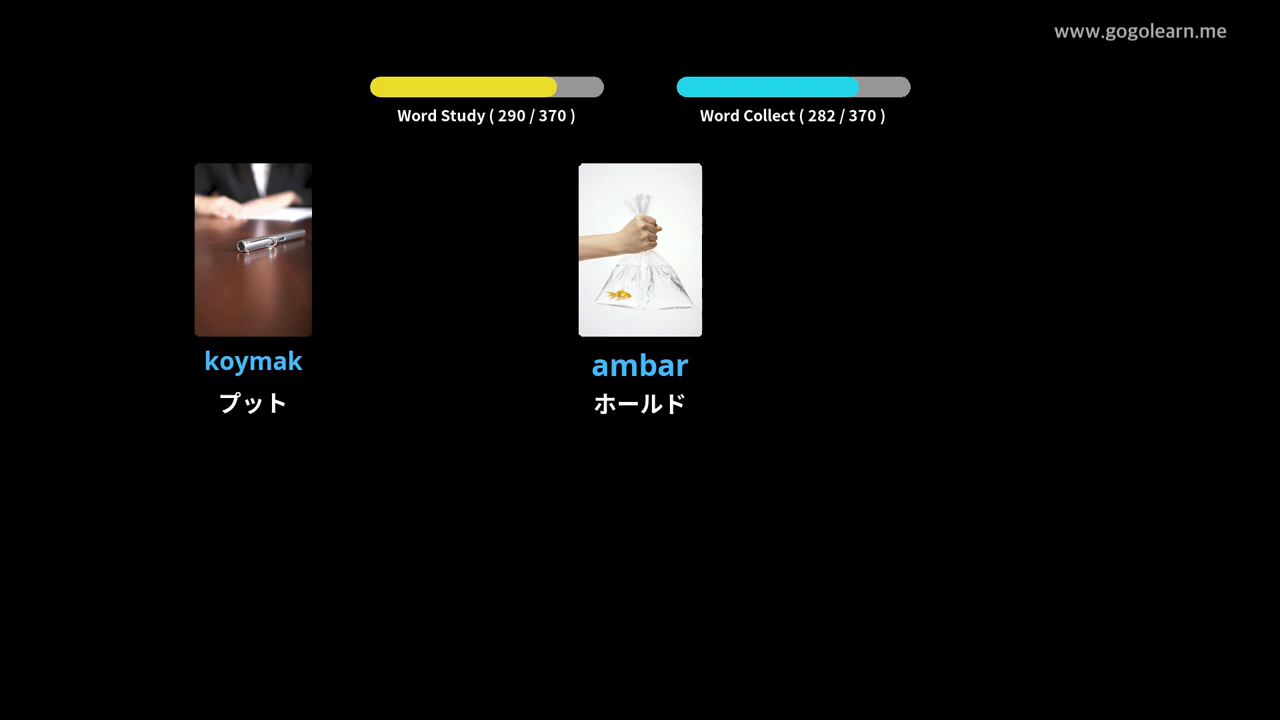 www.gogolearn.me
Word Study ( 290 / 370 )
Word Collect ( 282 / 370 )
koymak
ambar
プット
ホールド